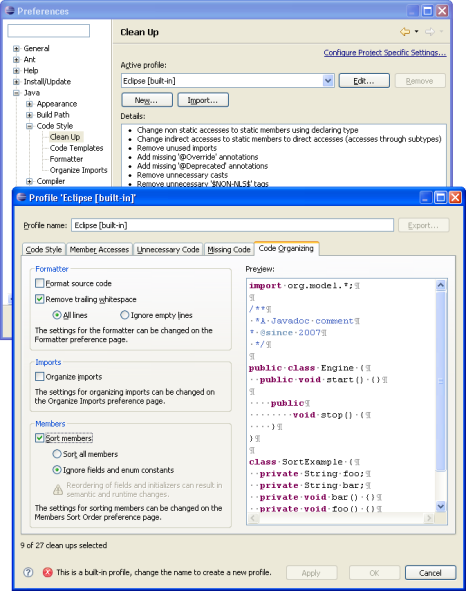 Preferences
Clean Up
Configure Project Specific Settings...
General
Ant
Help
Install/Update
Java
Appearance
Build Path
Code Style
Clean Up
Code Templates
Formatter
Organize Imports
Compiler
Active profile:
Eclipse [built-in]
Edit...
Remove
New...
Import...
Details:
• Change non static accesses to static members using declaring type
• Change indirect accesses to static members to direct accesses (accesses through subtypes)
• Remove unused imports
• Add missing '@Override' annotations
• Add missing '@Deprecated' annotations
• Remove unnecessary casts
• Remove unnecessary '$NON-NLS$' tags
Profile 'Eclipse [built-in]'
Profile name:
Eclipse [built-in]
Export...
Code Style
Member Accesses
Unnecessary Code
Missing Code
Code Organizing
Formatter
Format source code
Remove trailing whitespace
All lines
Ignore empty lines
The settings for the formatter can be changed on the
Formatter preference page.
Imports
Organize imports
The settings for organizing imports can be changed on
the Organize Imports preference page.
Members
Sort members
Sort all members
Ignore fields and enum constants
Reordering of fields and initializers can result in
semantic and runtime changes.
The settings for sorting members can be changed on the
Members Sort Order preference page.
Preview:
import·org.model.*;¶
¶
/**¶
·*A·Javadoc·comment¶
*·@since·2007¶
·*/¶
¶
public·class·Engine·{¶
··public·void·start()·{}¶
¶
····public¶
········void·stop()·{¶
····}¶
}¶
¶
class·SortExample·{¶
··private·String·foo;¶
··private·String·bar;¶
··private·void·bar()·{}¶
··private·void·foo()·{}¶
9 of 27 clean ups selected
This is a built-in profile, change the name to create a new profile.
Apply
OK
Cancel